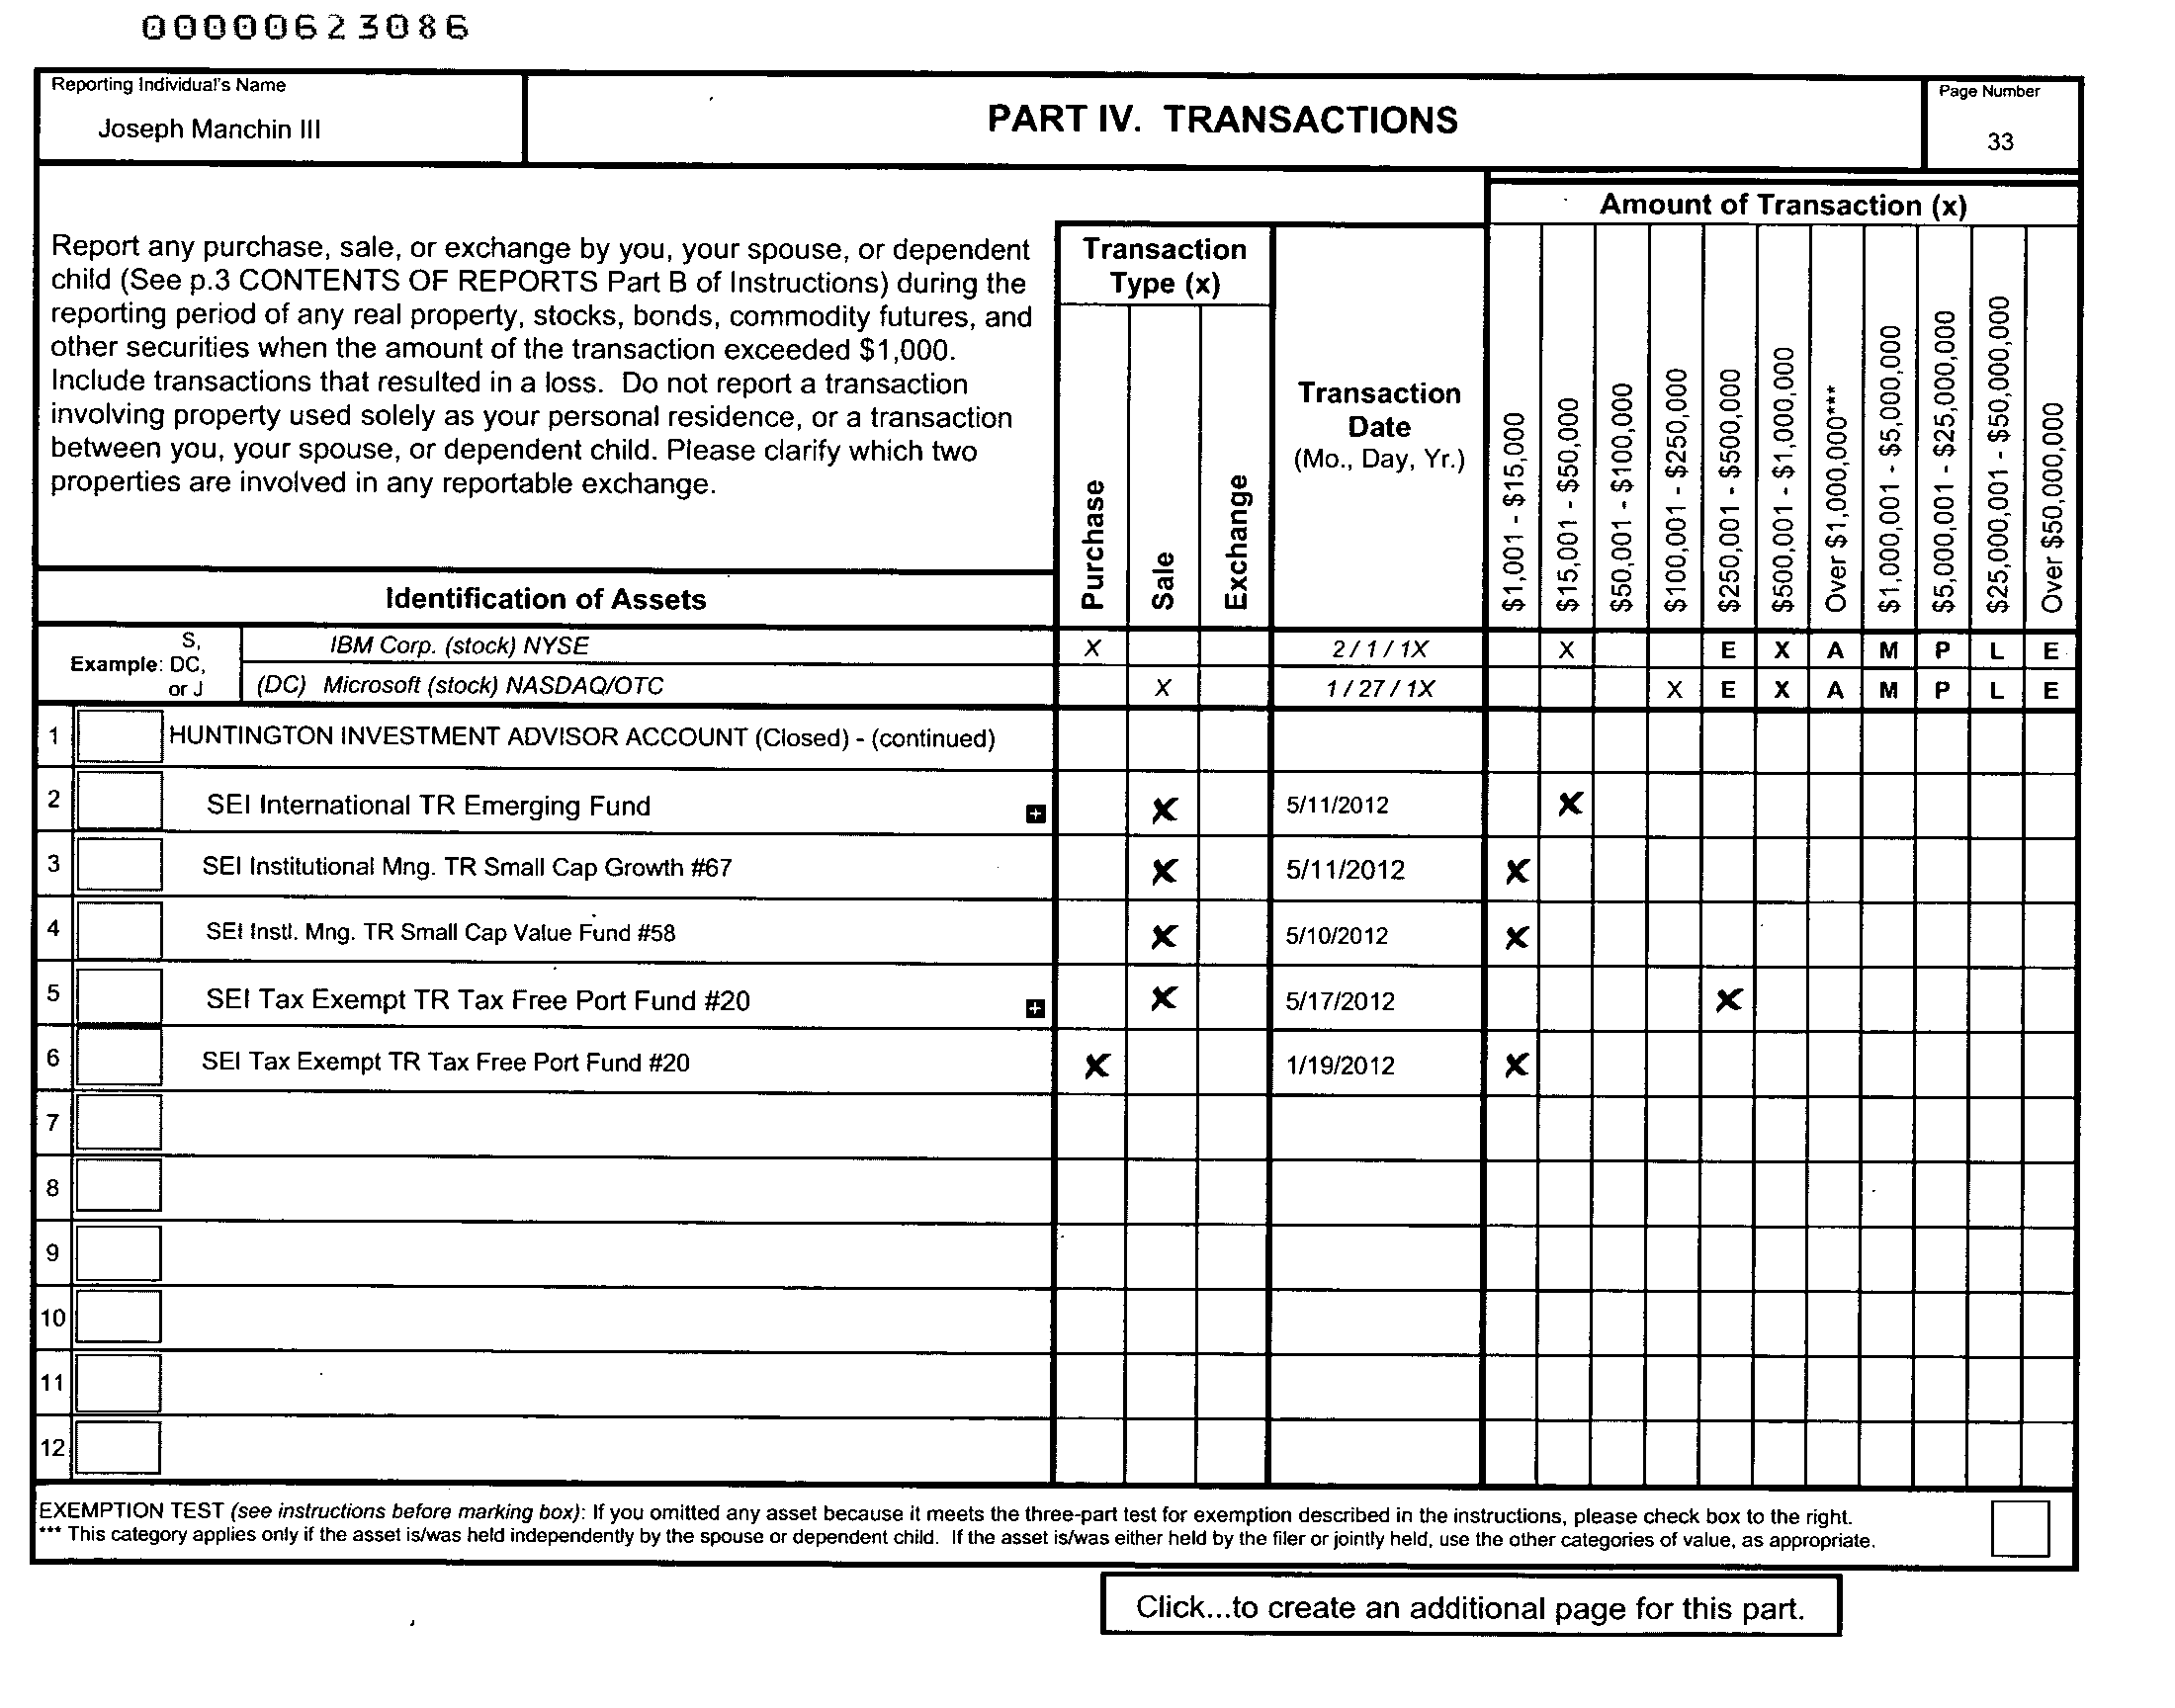 00000623086
Reporting Individual's Name
Joseph Manchin III
PART IV. TRANSACTIONS
Page Number
33
Report any purchase, sale, or exchange by you, your spouse, or dependent
child (See p.3 CONTENTS OF REPORTS Part B of Instructions) during the
reporting period of any real property, stocks, bonds, commodity futures, and
other securities when the amount of the transaction exceeded $1,000.
Include transactions that resulted in a loss. Do not report a transaction
involving property used solely as your personal residence, or a transaction
between you, your spouse, or dependent child. Please clarify which two
properties are involved in any reportable exchange.
Identification of Assets
Transaction
Type (x)
Purchase
Sale
Exchange
Transaction
Date
(Mo., Day, Yr.)
Amount of Transaction (x)
$1,001 - $15,000
$15,001 - $50,000
$50,001 - $100,000
$100,001 - $250,000
$250,001 - $500,000
$500,001 - $1,000,000
Over $1,000,000***
$1,000,001 - $5,000,000
$5,000,001 - $25,000,000
$25,000,001 - $50,000,000
Over $50,000,000
Example: S,
DC,
or J
IBM Corp. (stock) NYSE X 2 / 1 / 1X X E X A M P L E
(DC) Microsoft (stock) NASDAQ/OTC X 1 / 27 / 1X X E X A M P L E
1 HUNTINGTON INVESTMENT ADVISOR ACCOUNT (Closed) - (continued)
2 SEI International TR Emerging Fund + X 5/11/2012 X
3 SEI Institutional Mng. TR Small Cap Growth #67 X 5/11/2012 X
4 SEI Instl. Mng. TR Small Cap Value Fund #58 X 5/10/2012 X
5 SEI Tax Exempt TR Tax Free Port Fund #20 + X 5/17/2012 X
6 SEI Tax Exempt TR Tax Free Port Fund #20 X 1/19/2012 X
7
8
9
10
11
12
EXEMPTION TEST (see instructions before marking box): If you omitted any asset because it meets the three-part test for exemption described in the instructions, please check box to the right.
*** This category applies only if the asset is/was held independently by the spouse or dependent child. If the asset is/was either held by the filer or jointly held, use the other categories of value, as appropriate.
Click...to create an additional page for this part.